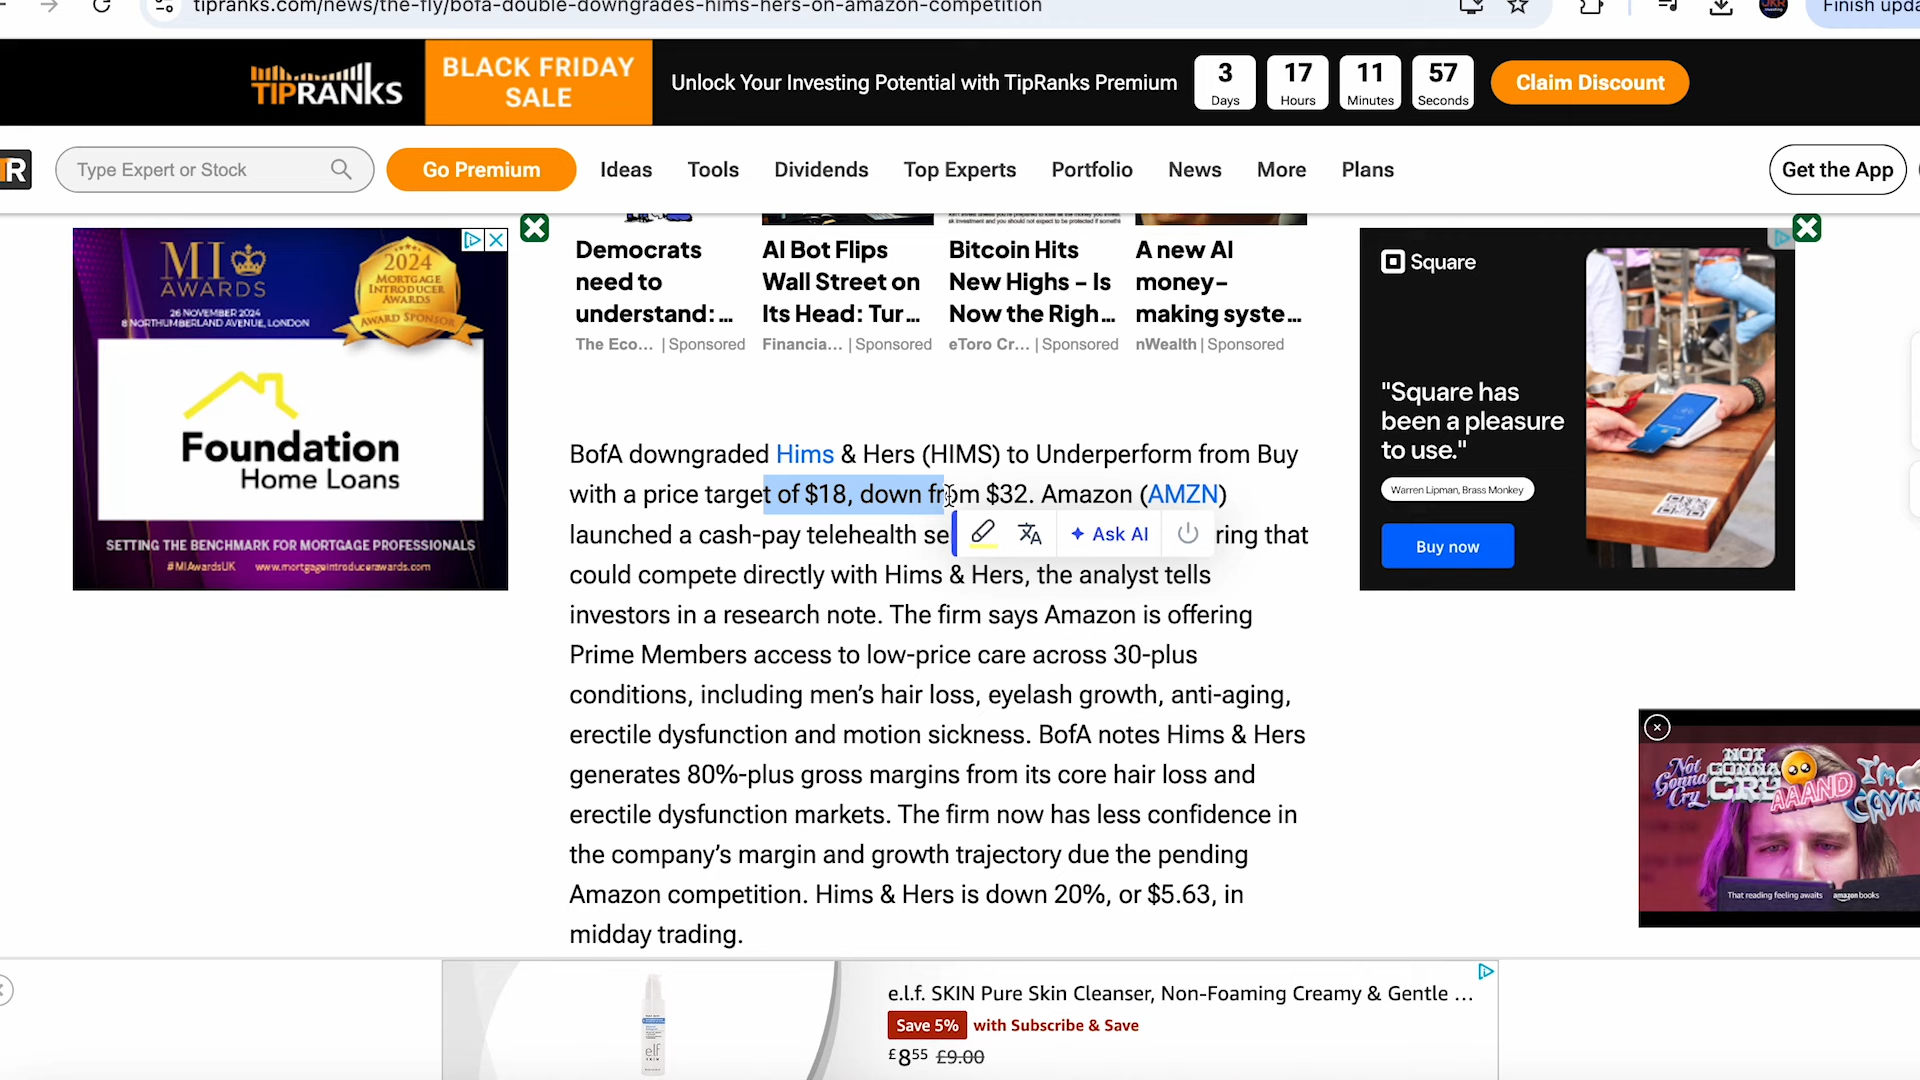 tipranks.com/news/the-fly/bofa-double-downgrades-hims-hers-on-amazon-competition
Finish upda
TIPRANKS
BLACK FRIDAY
SALE
Unlock Your Investing Potential with TipRanks Premium
3
Days
17
Hours
11
Minutes
57
Seconds
Claim Discount
TR
Type Expert or Stock
Go Premium
Ideas
Tools
Dividends
Top Experts
Portfolio
News
More
Plans
Get the App
MI
AWARDS
26 NOVEMBER 2024
8 NORTHUMBERLAND AVENUE, LONDON
2024
MORTGAGE
INTRODUCER
AWARDS
AWARD SPONSOR
Foundation
Home Loans
SETTING THE BENCHMARK FOR MORTGAGE PROFESSIONALS
#MIAwardsUK www.mortgageintroducerawards.com
Democrats
need to
understand: ...
The Eco... | Sponsored
AI Bot Flips
Wall Street on
Its Head: Tur...
Financia... | Sponsored
Bitcoin Hits
New Highs – Is
Now the Righ...
eToro Cr... | Sponsored
A new AI
money-
making syste...
nWealth | Sponsored
BofA downgraded Hims & Hers (HIMS) to Underperform from Buy
with a price target of $18, down from $32. Amazon (AMZN)
launched a cash-pay telehealth se
Ask AI
ring that
could compete directly with Hims & Hers, the analyst tells
investors in a research note. The firm says Amazon is offering
Prime Members access to low-price care across 30-plus
conditions, including men's hair loss, eyelash growth, anti-aging,
erectile dysfunction and motion sickness. BofA notes Hims & Hers
generates 80%-plus gross margins from its core hair loss and
erectile dysfunction markets. The firm now has less confidence in
the company's margin and growth trajectory due the pending
Amazon competition. Hims & Hers is down 20%, or $5.63, in
midday trading.
Square
"Square has
been a pleasure
to use."
Warren Lipman, Brass Monkey
Buy now
Not
Gonna
Cry
NOT
GONNA
CRY
AAAND
I'm
CRYIN
That reading feeling awaits
amazon books
e.l.f. SKIN Pure Skin Cleanser, Non-Foaming Creamy & Gentle ...
Save 5% with Subscribe & Save
£8.55 £9.00
elf